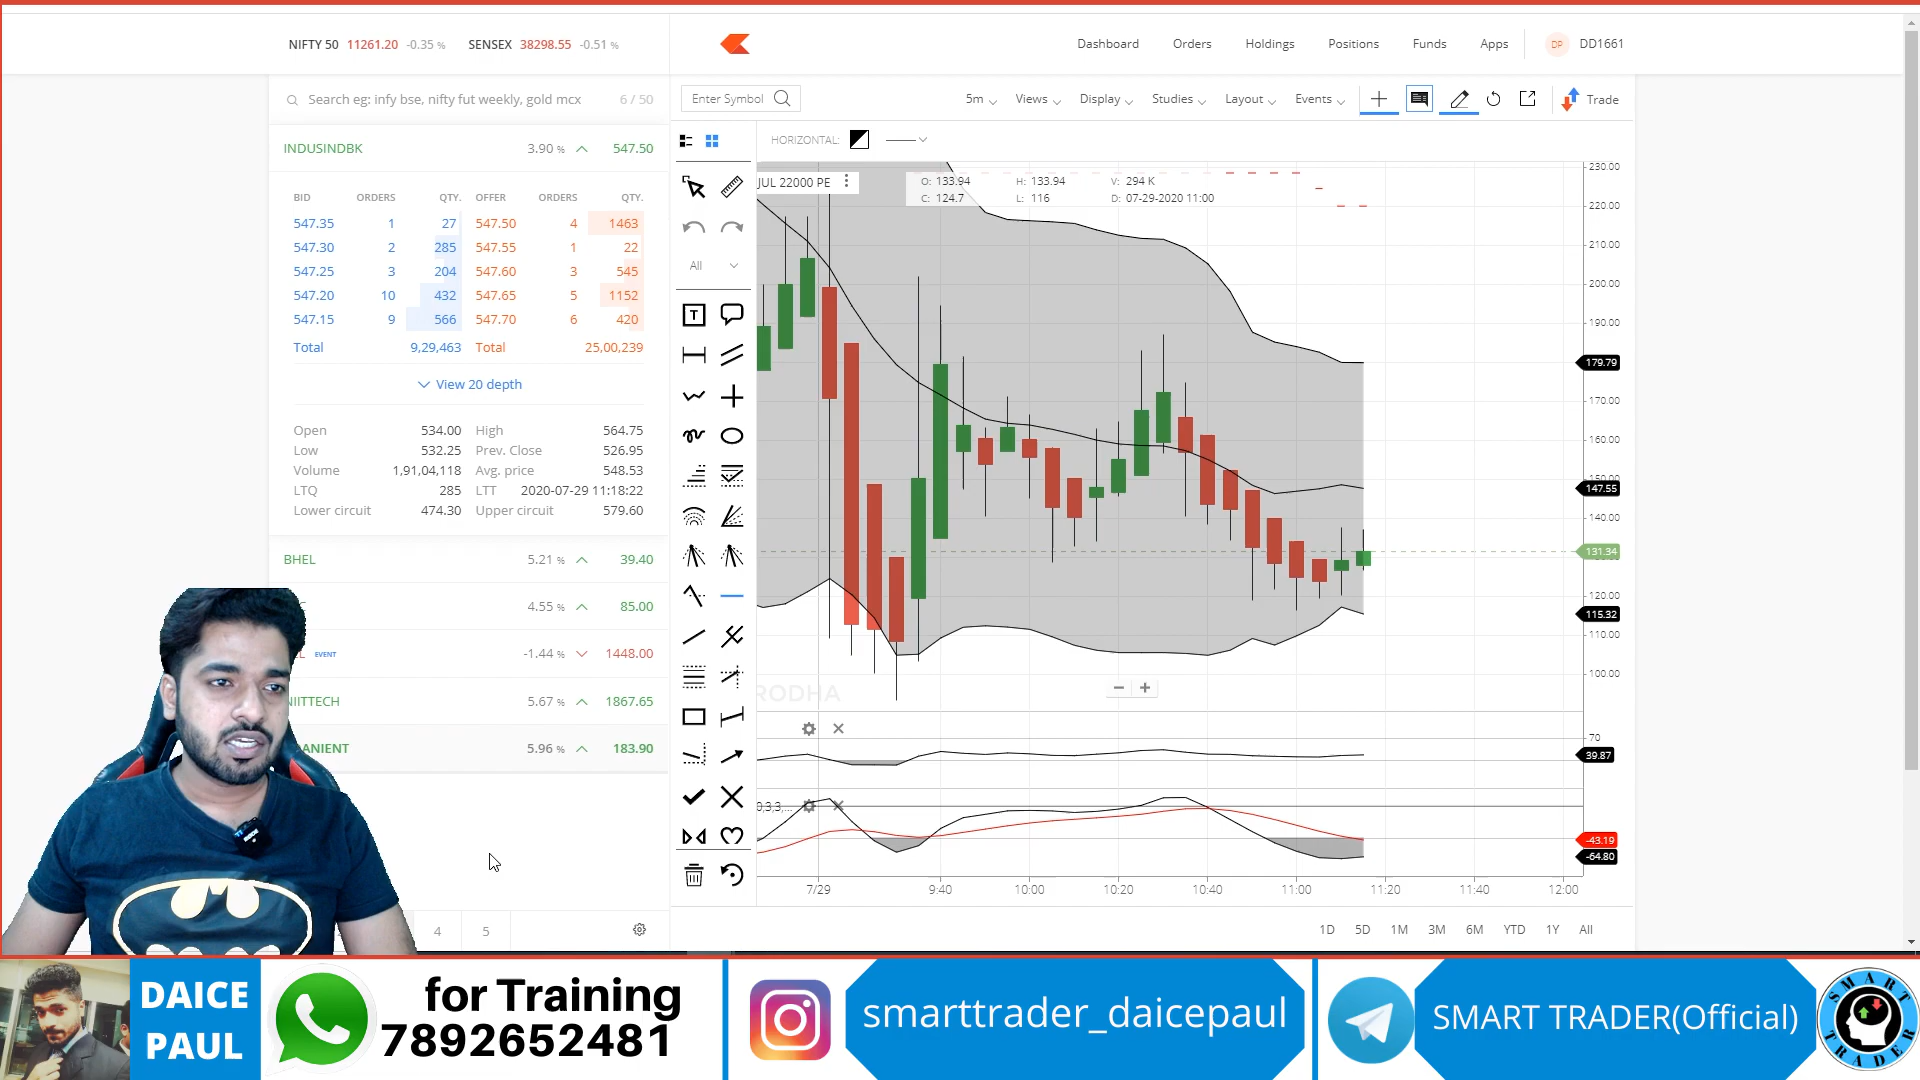 NIFTY 50 11261.20 -0.35 % SENSEX 38298.55 -0.51 %
Dashboard Orders Holdings Positions Funds Apps DP DD1661
Search eg: infy bse, nifty fut weekly, gold mcx 6 / 50
Enter Symbol 5m Views Display Studies Layout Events Trade
INDUSINDBK 3.90 % 547.50
HORIZONTAL:
JUL 22000 PE
O: 133.94 H: 133.94 V: 294 K
C: 124.7 L: 116 D: 07-29-2020 11:00
BID ORDERS QTY. OFFER ORDERS QTY.
547.35 1 27 547.50 4 1463
547.30 2 285 547.55 1 22
547.25 3 204 547.60 3 545
547.20 10 432 547.65 5 1152
547.15 9 566 547.70 6 420
Total 9,29,463 Total 25,00,239
View 20 depth
Open 534.00 High 564.75
Low 532.25 Prev. Close 526.95
Volume 1,91,04,118 Avg. price 548.53
LTQ 285 LTT 2020-07-29 11:18:22
Lower circuit 474.30 Upper circuit 579.60
BHEL 5.21 % 39.40
4.55 % 85.00
EVENT -1.44 % 1448.00
NIITTECH 5.67 % 1867.65
ANIENT 5.96 % 183.90
4 5
All
T
230.00
220.00
210.00
200.00
190.00
179.79
170.00
160.00
147.55
140.00
131.34
120.00
115.32
110.00
100.00
RODHA
70
39.87
0,3,3,...
-43.19
-64.80
7/29 9:40 10:00 10:20 10:40 11:00 11:20 11:40 12:00
1D 5D 1M 3M 6M YTD 1Y All
DAICE
PAUL
for Training
7892652481
smarttrader_daicepaul
SMART TRADER(Official)
SMART
TRADER